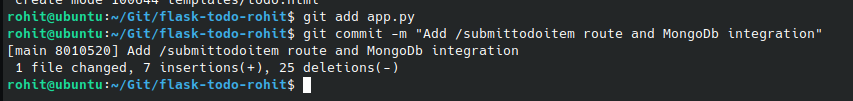 create mode 100644 templates/todo.html
rohit@ubuntu:~/Git/flask-todo-rohit$ git add app.py
rohit@ubuntu:~/Git/flask-todo-rohit$ git commit -m "Add /submittodoitem route and MongoDb integration"
[main 8010520] Add /submittodoitem route and MongoDb integration
 1 file changed, 7 insertions(+), 25 deletions(-)
rohit@ubuntu:~/Git/flask-todo-rohit$